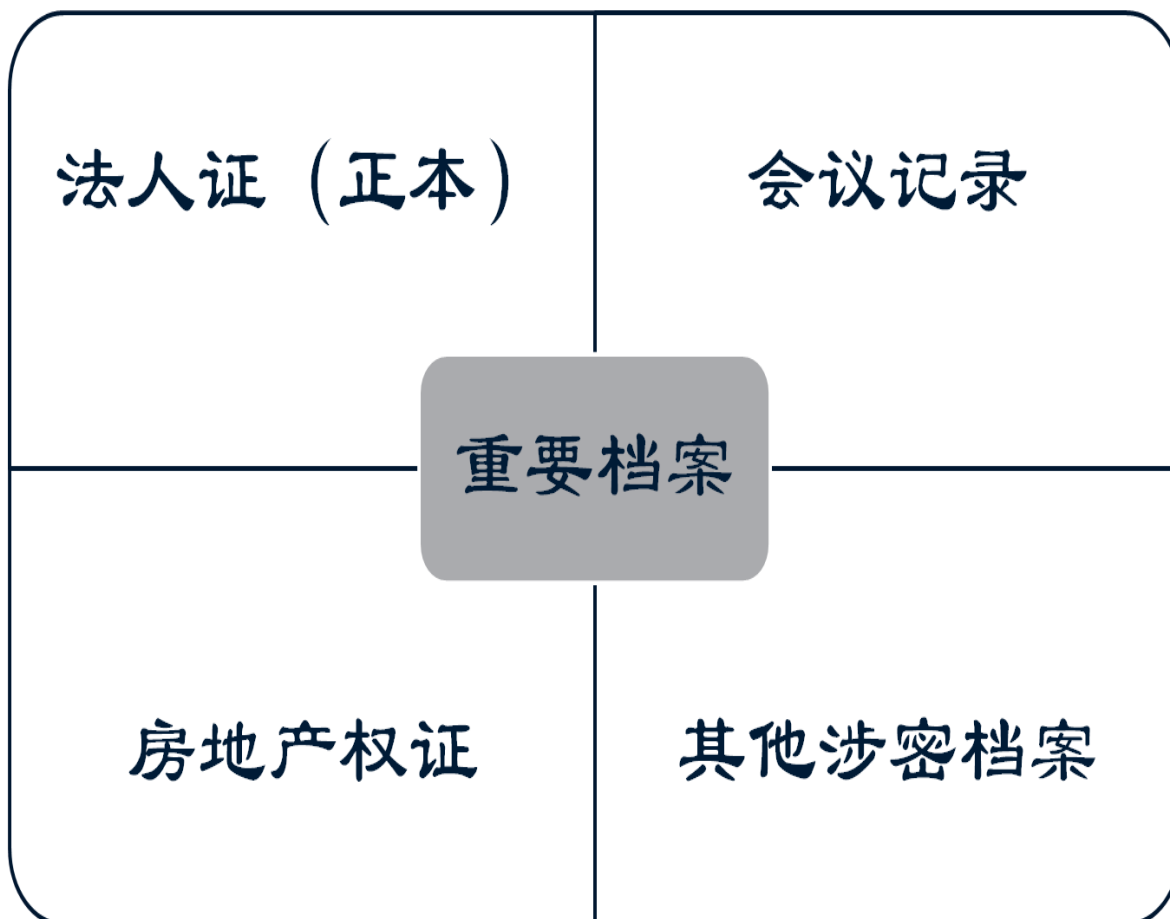 法人证（正本）
会议记录
重要档案
房地产权证
其他涉密档案